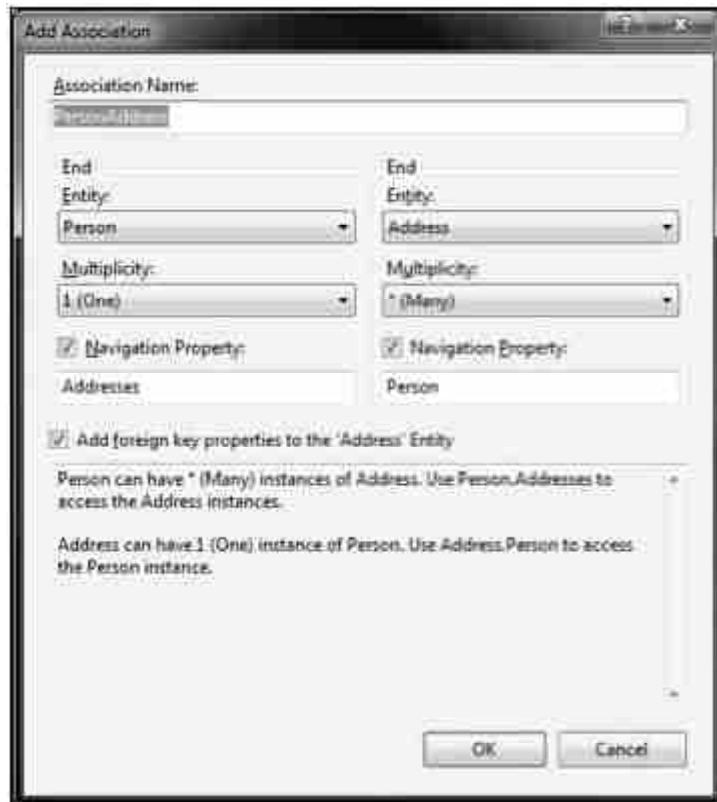 Add Association
Association Name:
PersonAddress
End
End
Entity:
Entity:
Person
Address
Multiplicity:
Multiplicity:
1 (One)
* (Many)
Navigation Property:
Navigation Property:
Addresses
Person
Add foreign key properties to the 'Address' Entity
Person can have * (Many) instances of Address. Use Person.Addresses to
access the Address instances.
Address can have 1 (One) instance of Person. Use Address.Person to access
the Person instance.
OK
Cancel